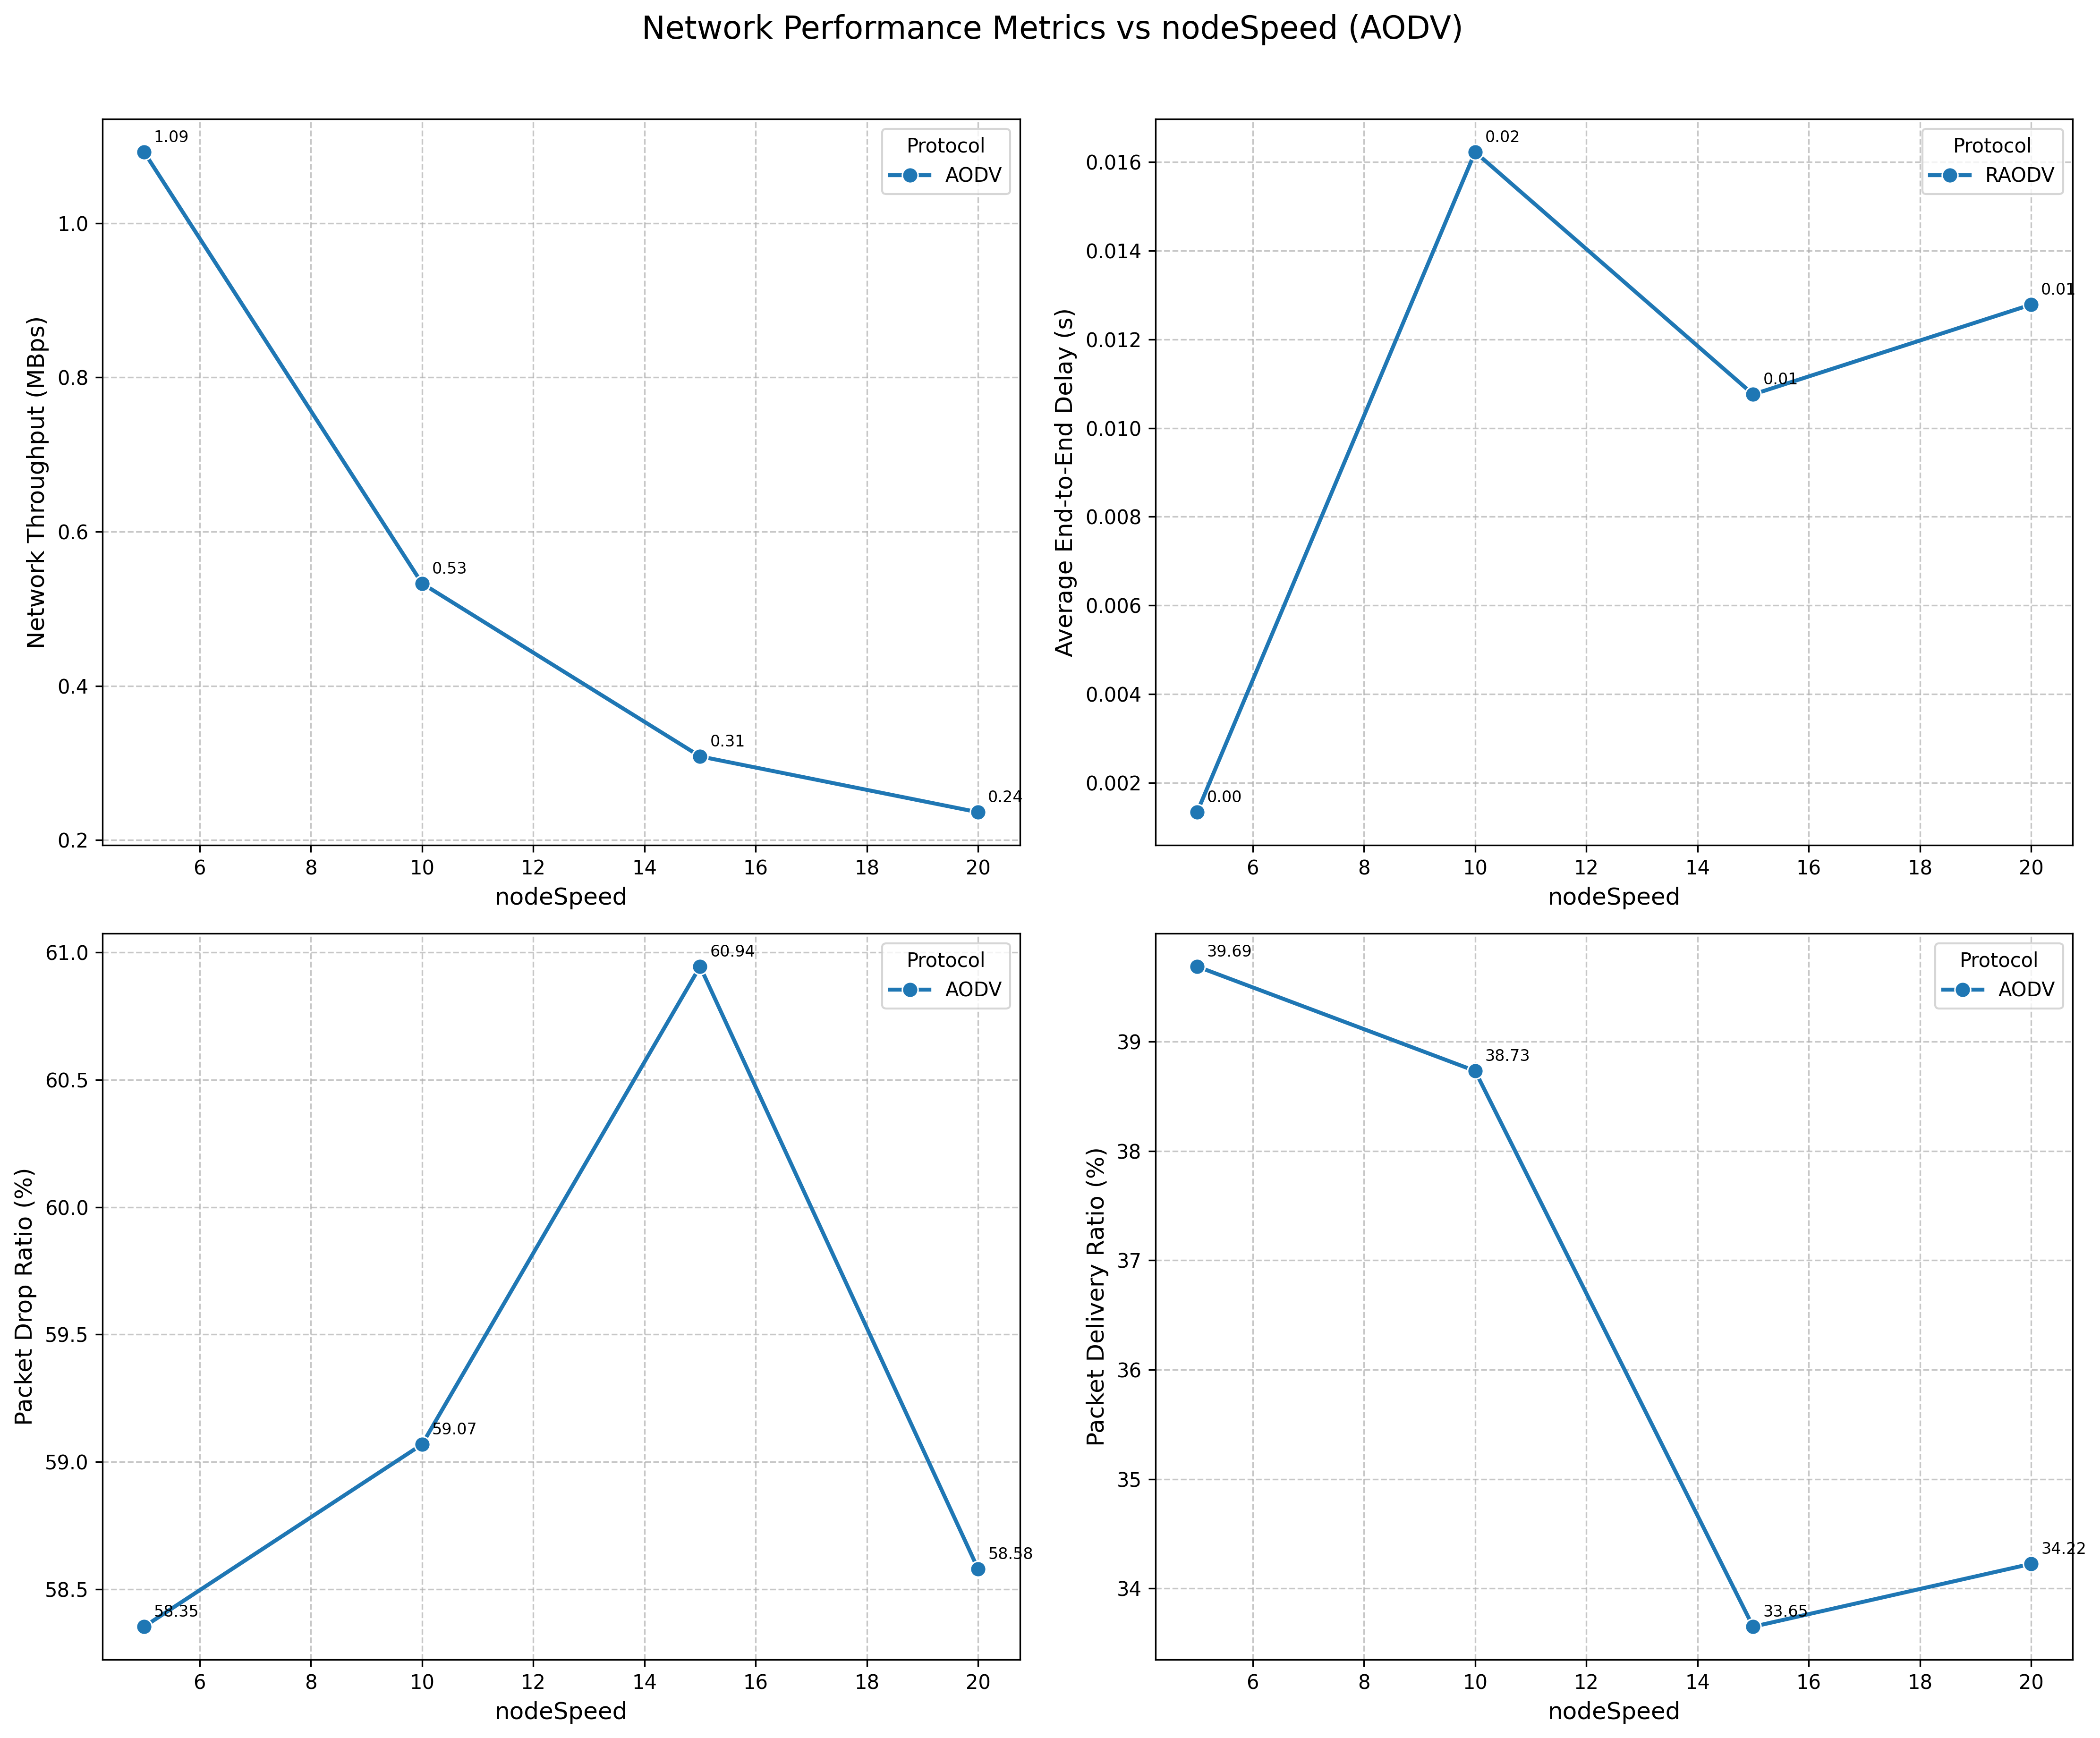 Network Performance Metrics vs nodeSpeed (AODV)
Network Throughput (MBps)
1.0
0.8
0.6
0.4
0.2
1.09
0.53
0.31
0.24
Protocol
AODV
6 8 10 12 14 16 18 20
nodeSpeed
Average End-to-End Delay (s)
0.016
0.014
0.012
0.010
0.008
0.006
0.004
0.002
0.00
0.02
0.01
0.01
Protocol
RAODV
6 8 10 12 14 16 18 20
nodeSpeed
Packet Drop Ratio (%)
61.0
60.5
60.0
59.5
59.0
58.5
58.35
59.07
60.94
58.58
Protocol
AODV
6 8 10 12 14 16 18 20
nodeSpeed
Packet Delivery Ratio (%)
39
38
37
36
35
34
39.69
38.73
33.65
34.22
Protocol
AODV
6 8 10 12 14 16 18 20
nodeSpeed